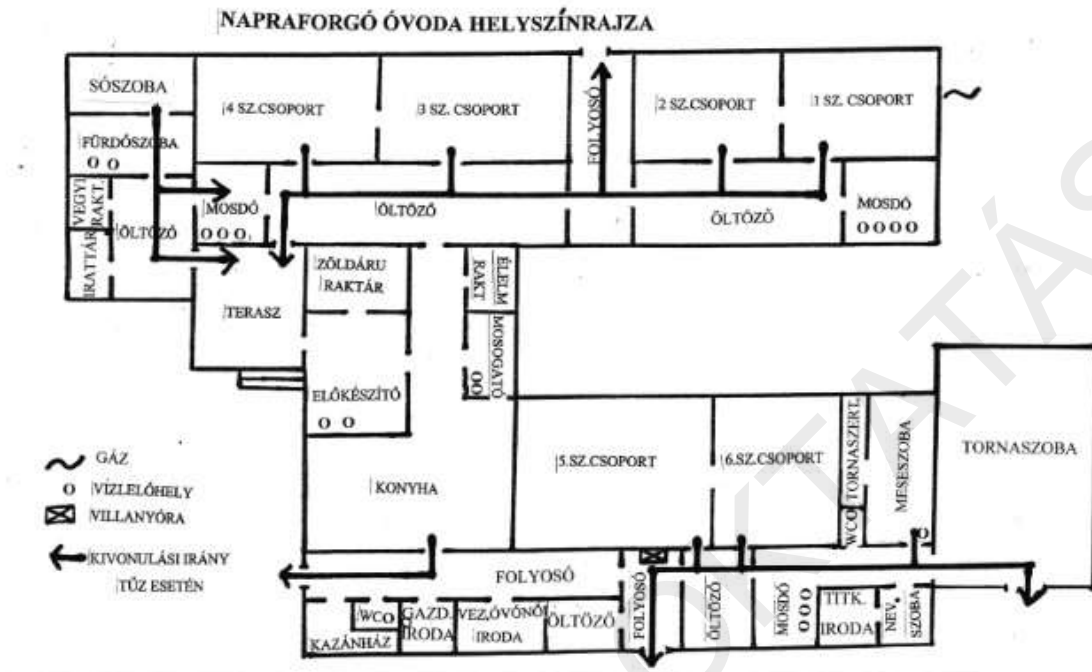 NAPRAFORGÓ ÓVODA HELYSZÍNRAJZA
SÓSZOBA
4 SZ.CSOPORT
3 SZ. CSOPORT
FOLYOSÓ
2 SZ.CSOPORT
1 SZ. CSOPORT
FÜRDŐSZOBA
VEGYI
RAKT.
IRATTÁR
ÖLTÖZŐ
MOSDÓ
ÖLTÖZŐ
ÖLTÖZŐ
MOSDÓ
TERASZ
ZÖLDÁRU
RAKTÁR
ÉLELM
RAKT
MOSOGATÓ
ELŐKÉSZÍTŐ
KONYHA
5.SZ.CSOPORT
6.SZ.CSOPORT
TORNASZERT.
WC
MESESZOBA
TORNASZOBA
GÁZ
VÍZLELŐHELY
VILLANYÓRA
KIVONULÁSI IRÁNY
TŰZ ESETÉN
FOLYOSÓ
WC
KAZÁNHÁZ
GAZD.
IRODA
VEZ,ÓVÓNŐI
IRODA
ÖLTÖZŐ
FOLYOSÓ
ÖLTÖZŐ
MOSDÓ
TITK.
IRODA
NEV.
SZOBA
OKTATÁS